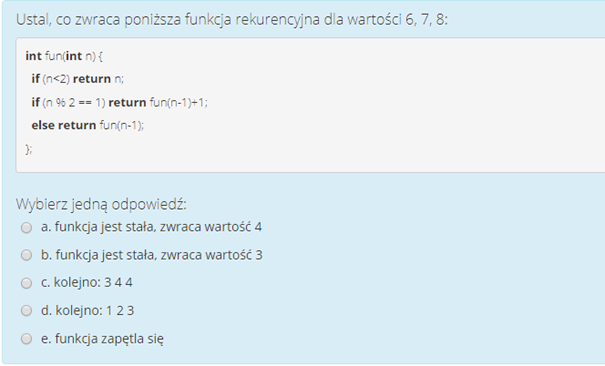 Ustal, co zwraca poniższa funkcja rekurencyjna dla wartości 6, 7, 8:
int fun(int n) {
if (n<2) return n;
if (n % 2 == 1) return fun(n-1)+1;
else return fun(n-1);
};
Wybierz jedną odpowiedź:
a. funkcja jest stała, zwraca wartość 4
b. funkcja jest stała, zwraca wartość 3
c. kolejno: 3 4 4
d. kolejno: 1 2 3
e. funkcja zapętla się